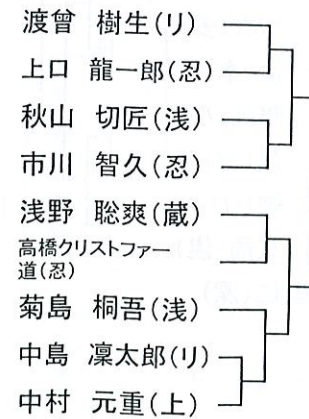 渡曾 樹生(リ)
上口 龍一郎(忍)
秋山 切匠(浅)
市川 智久(忍)
浅野 聡爽(蔵)
高橋クリストファー
道(忍)
菊島 桐吾(浅)
中島 凜太郎(リ)
中村 元重(上)